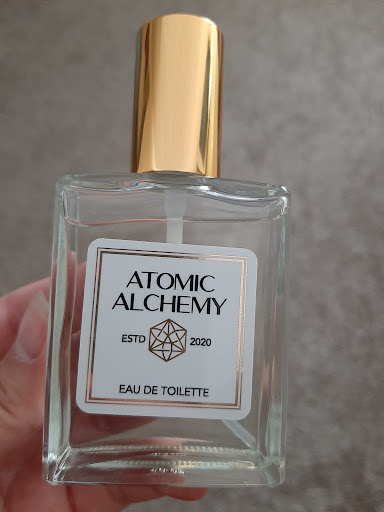 ATOMIC
ALCHEMY
ESTD 2020
EAU DE TOILETTE